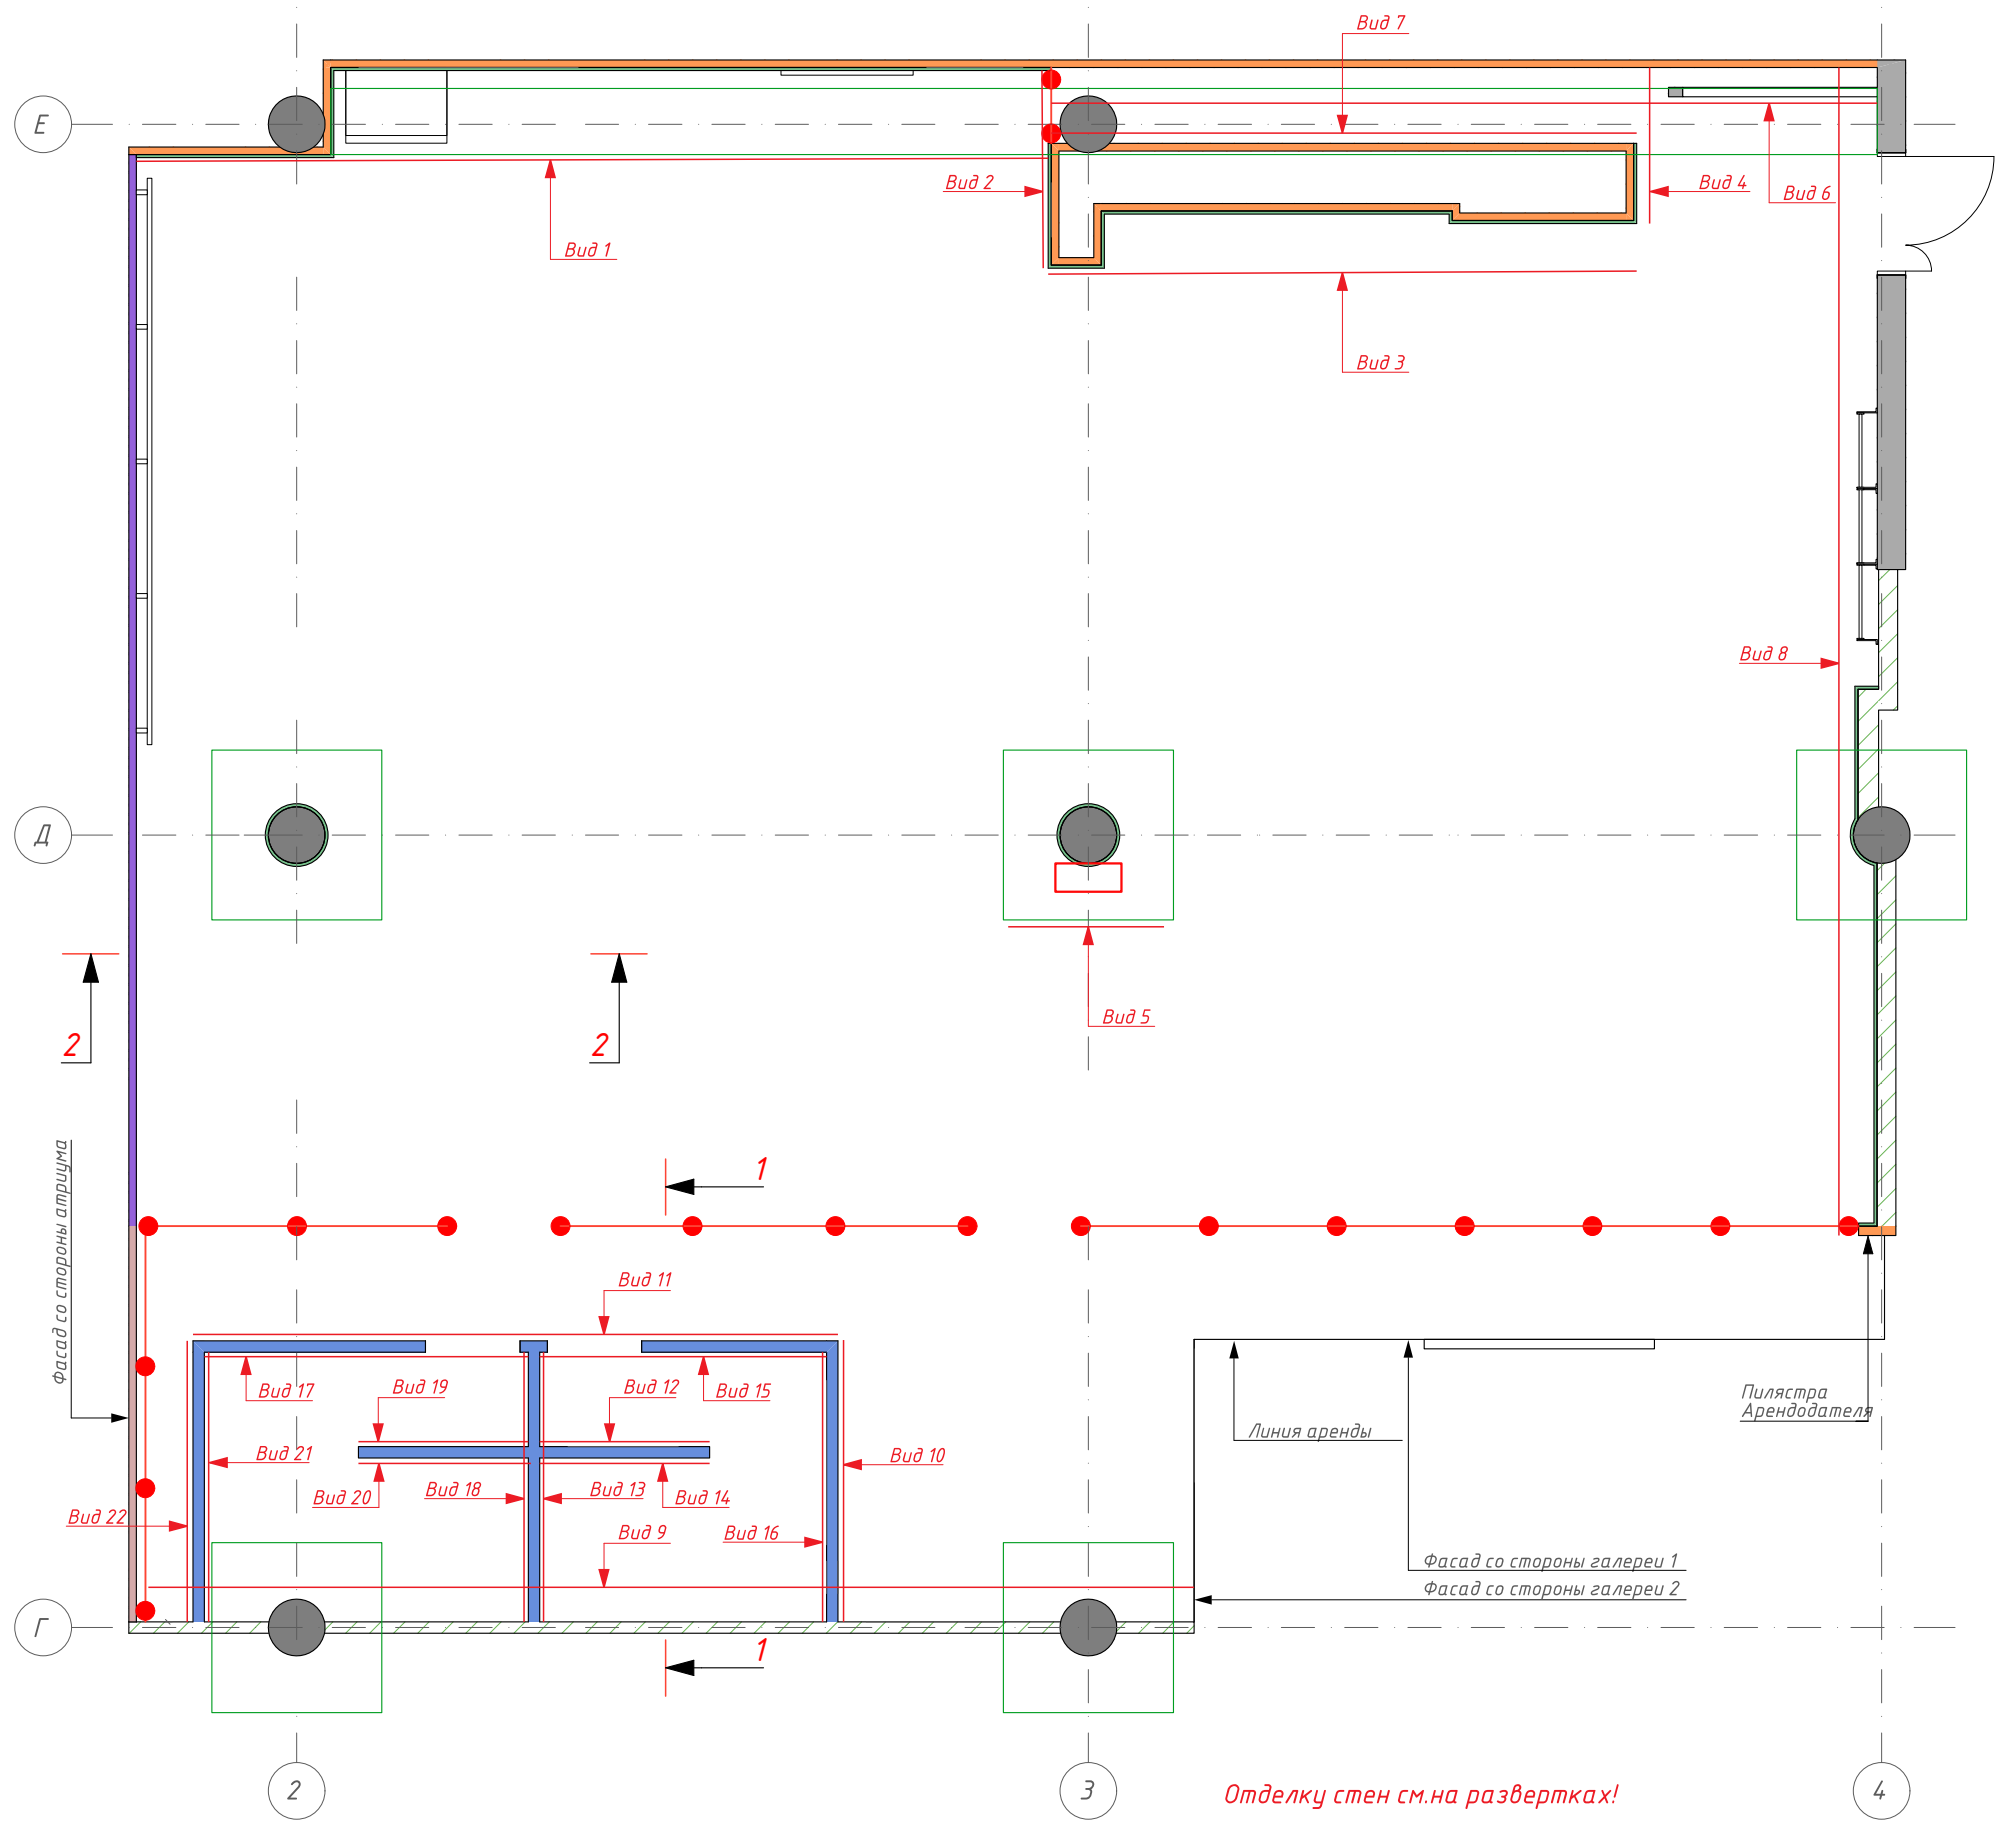 Вид 7
Е
Вид 2
Вид 4
Вид 6
Вид 1
Вид 3
Вид 8
Д
Вид 5
2
2
Фасад со стороны атриума
1
Вид 11
Вид 17
Вид 19
Вид 12
Вид 15
Пилястра
Арендодателя
Линия аренды
Вид 21
Вид 10
Вид 20
Вид 18
Вид 13
Вид 14
Вид 22
Вид 9
Вид 16
Фасад со стороны галереи 1
Фасад со стороны галереи 2
Г
1
2
3
4
Отделку стен см.на развертках!